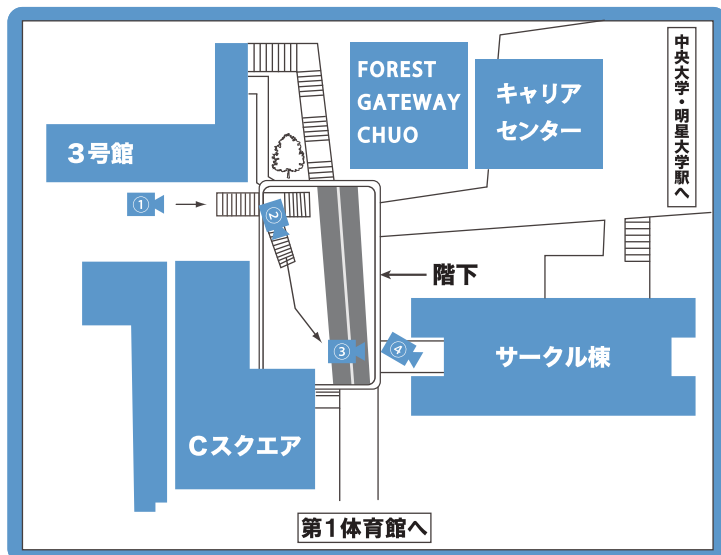 FOREST
GATEWAY
CHUO
キャリア
センター
中央大学・明星大学駅へ
3号館
①
②
階下
③
④
サークル棟
Cスクエア
第1体育館へ